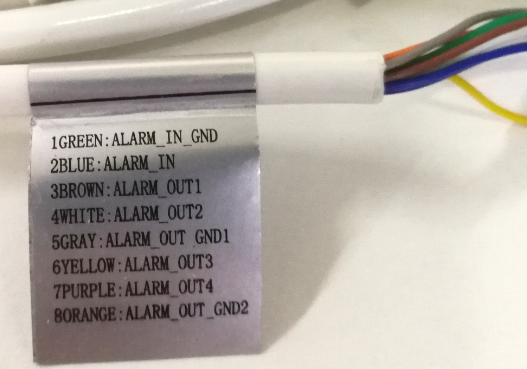 1GREEN:ALARM_IN_GND
2BLUE:ALARM_IN
3BROWN:ALARM_OUT1
4WHITE:ALARM_OUT2
5GRAY:ALARM_OUT GND1
6YELLOW:ALARM_OUT3
7PURPLE:ALARM_OUT4
8ORANGE:ALARM_OUT_GND2